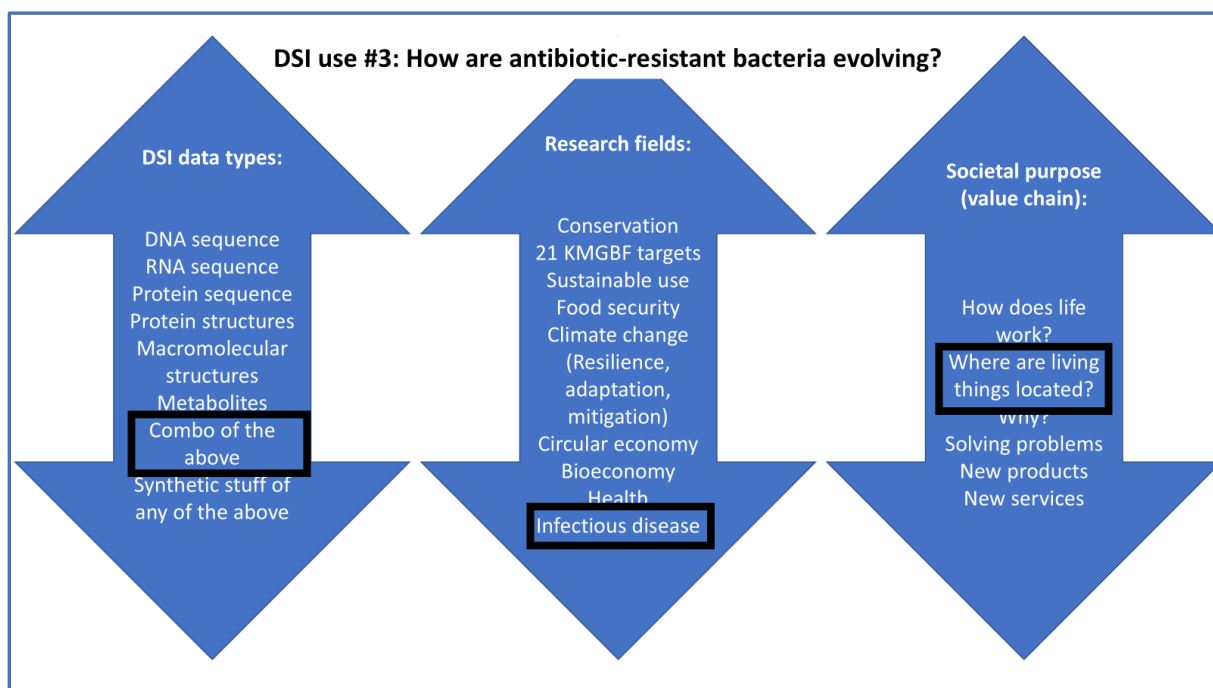 DSI use #3: How are antibiotic-resistant bacteria evolving?
DSI data types:
DNA sequence
RNA sequence
Protein sequence
Protein structures
Macromolecular
structures
Metabolites
Combo of the
above
Synthetic stuff of
any of the above
Research fields:
Conservation
21 KMGBF targets
Sustainable use
Food security
Climate change
(Resilience,
adaptation,
mitigation)
Circular economy
Bioeconomy
Health
Infectious disease
Societal purpose
(value chain):
How does life
work?
Where are living
things located?
Why?
Solving problems
New products
New services